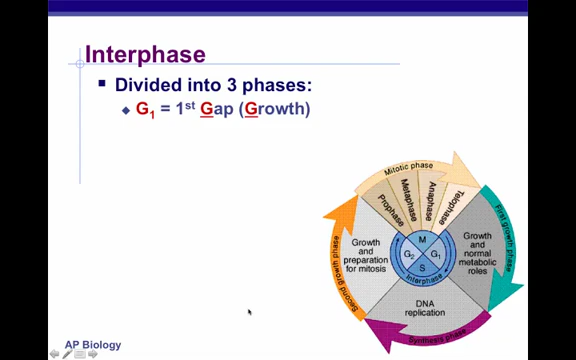 Interphase
Divided into 3 phases:
G1 = 1st Gap (Growth)
Mitotic phase
Prophase
Metaphase
Anaphase
Telophase
First growth phase
Growth
and
normal
metabolic
roles
Growth
and
preparation
for mitosis
Second growth phase
M
G2
G1
S
Interphase
DNA
replication
Synthesis phase
AP Biology